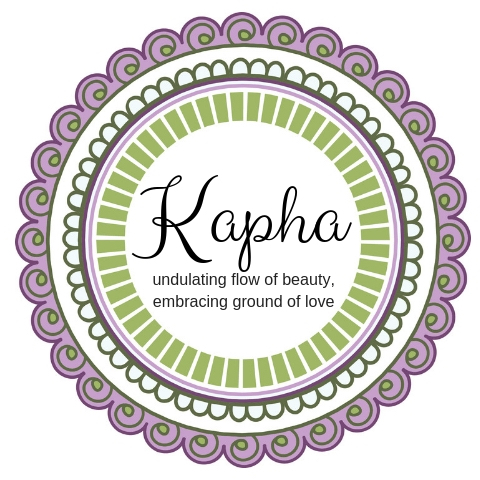 Kapha
undulating flow of beauty,
embracing ground of love